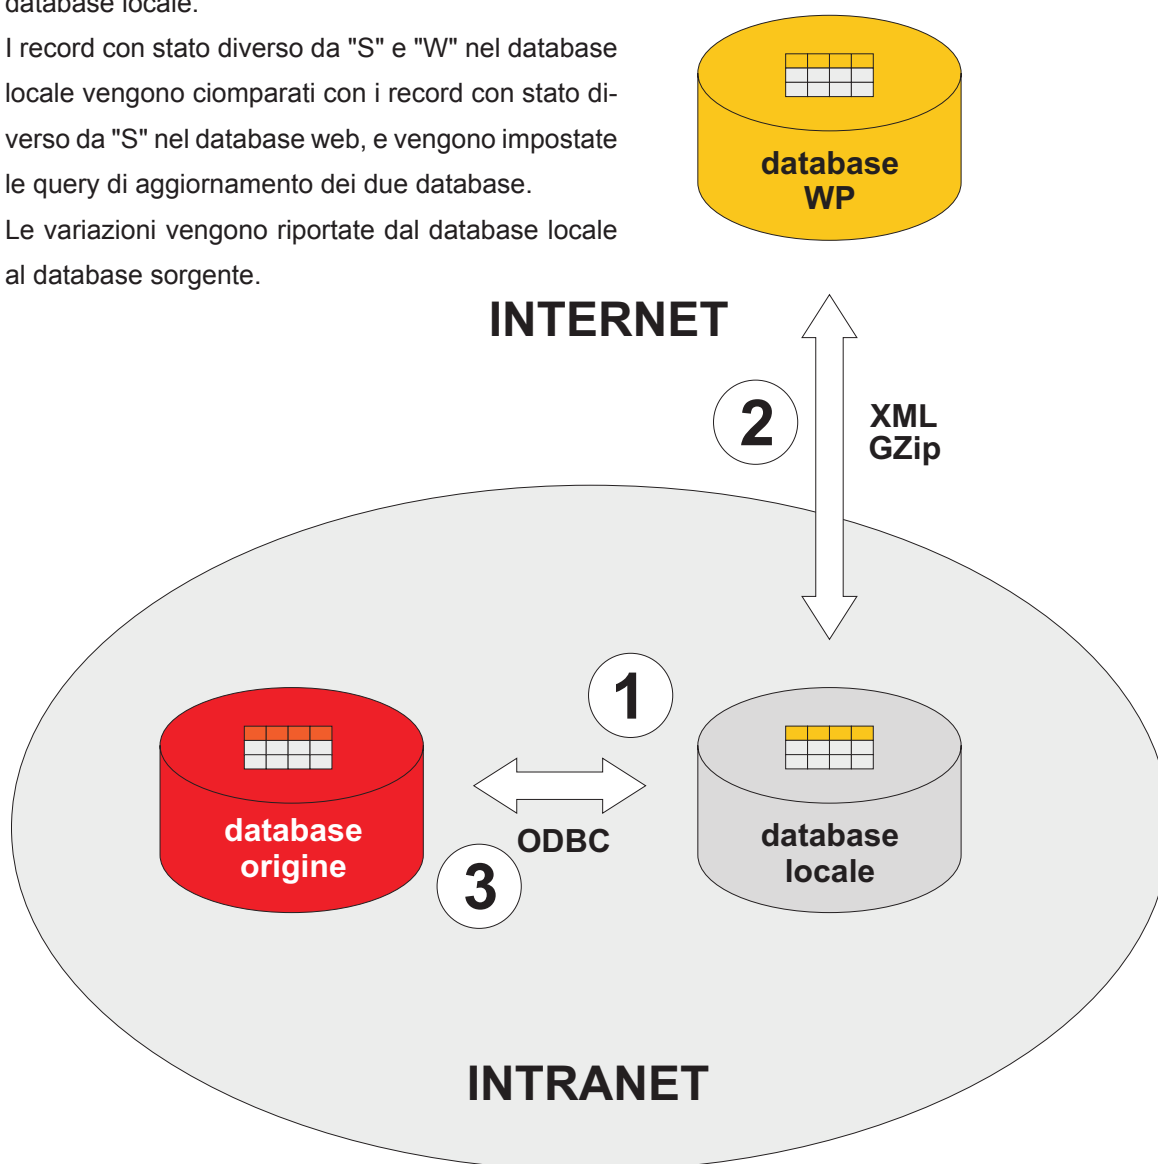 database locale.
I record con stato diverso da "S" e "W" nel database
locale vengono ciomparati con i record con stato di-
verso da "S" nel database web, e vengono impostate
le query di aggiornamento dei due database.
Le variazioni vengono riportate dal database locale
al database sorgente.
database
WP
INTERNET
2
XML
GZip
1
database
origine
ODBC
3
database
locale
INTRANET